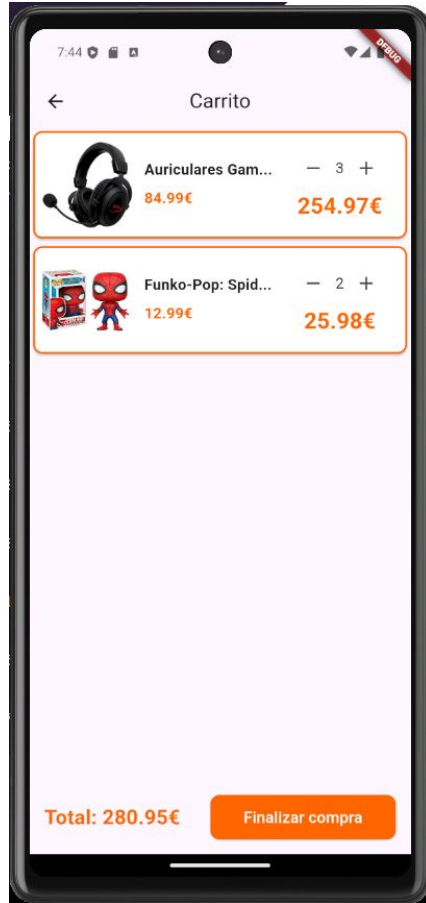 7:44
DEBUG
Carrito
Auriculares Gam...
84.99€
3
254.97€
Funko-Pop: Spid...
12.99€
2
25.98€
Total: 280.95€
Finalizar compra